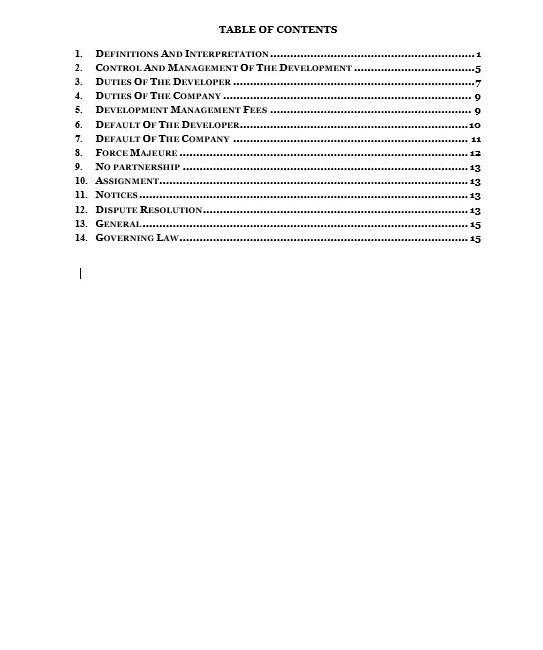 TABLE OF CONTENTS
1. Definitions And Interpretation 1
2. Control And Management Of The Development 5
3. Duties Of The Developer 7
4. Duties Of The Company 9
5. Development Management Fees 9
6. Default Of The Developer 10
7. Default Of The Company 11
8. Force Majeure 12
9. No partnership 13
10. Assignment 13
11. Notices 13
12. Dispute Resolution 13
13. General 15
14. Governing Law 15